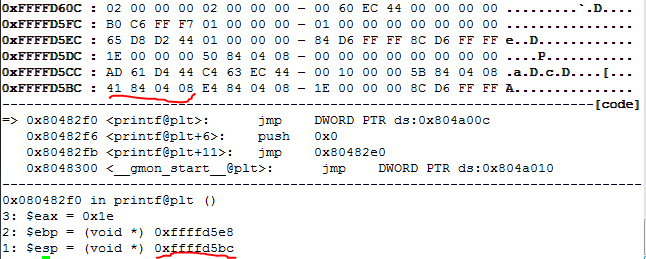 0xFFFFD60C : 02 00 00 00 02 00 00 00 - 00 60 EC 44 00 00 00 00 .........`.D....
0xFFFFD5FC : B0 C6 FF F7 01 00 00 00 - 01 00 00 00 00 00 00 00 ................
0xFFFFD5EC : 65 D8 D2 44 01 00 00 00 - 84 D6 FF FF 8C D6 FF FF e..D............
0xFFFFD5DC : 1E 00 00 00 50 84 04 08 - 00 00 00 00 00 00 00 00 ....P...........
0xFFFFD5CC : AD 61 D4 44 C4 63 EC 44 - 00 10 00 00 5B 84 04 08 .a.D.c.D....[...
0xFFFFD5BC : 41 84 04 08 E4 84 04 08 - 1E 00 00 00 8C D6 FF FF A...............
[code]
=> 0x80482f0 <printf@plt>: jmp DWORD PTR ds:0x804a00c
0x80482f6 <printf@plt+6>: push 0x0
0x80482fb <printf@plt+11>: jmp 0x80482e0
0x8048300 <__gmon_start__@plt>: jmp DWORD PTR ds:0x804a010
0x080482f0 in printf@plt ()
3: $eax = 0x1e
2: $ebp = (void *) 0xffffd5e8
1: $esp = (void *) 0xffffd5bc